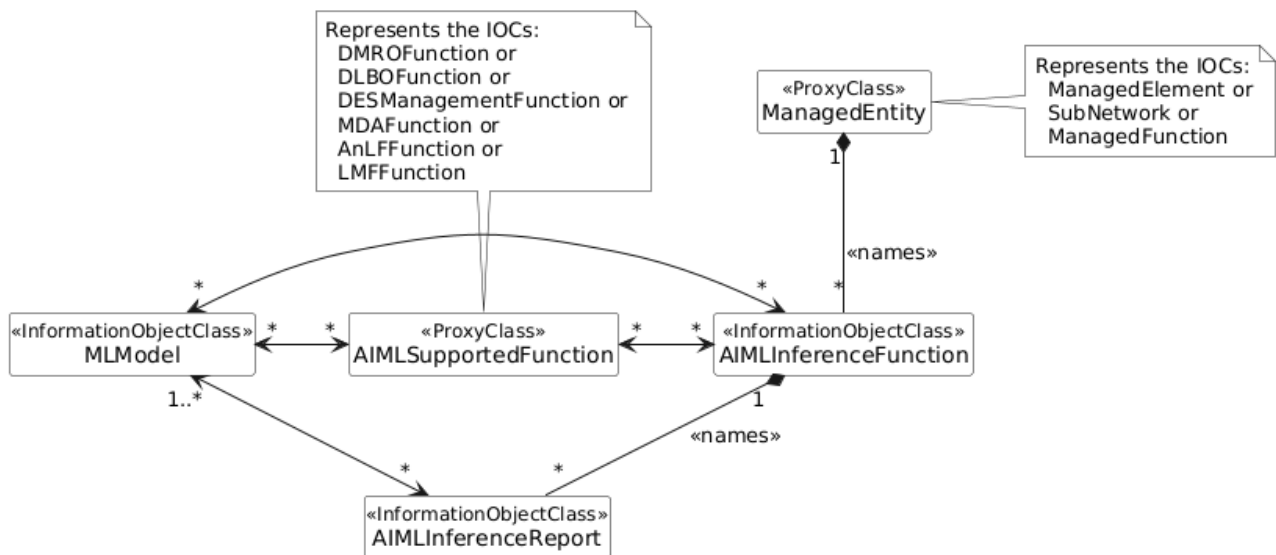 Represents the IOCs:
DMROFunction or
DLBOFunction or
DESManagementFunction or
MDAFunction or
AnLFFunction or
LMFFunction
Represents the IOCs:
ManagedElement or
SubNetwork or
ManagedFunction
«ProxyClass»
ManagedEntity
1
«names»
*
*
*
«InformationObjectClass»
MLModel
*
*
«ProxyClass»
AIMLSupportedFunction
*
*
«InformationObjectClass»
AIMLInferenceFunction
1..*
1
«names»
*
*
«InformationObjectClass»
AIMLInferenceReport